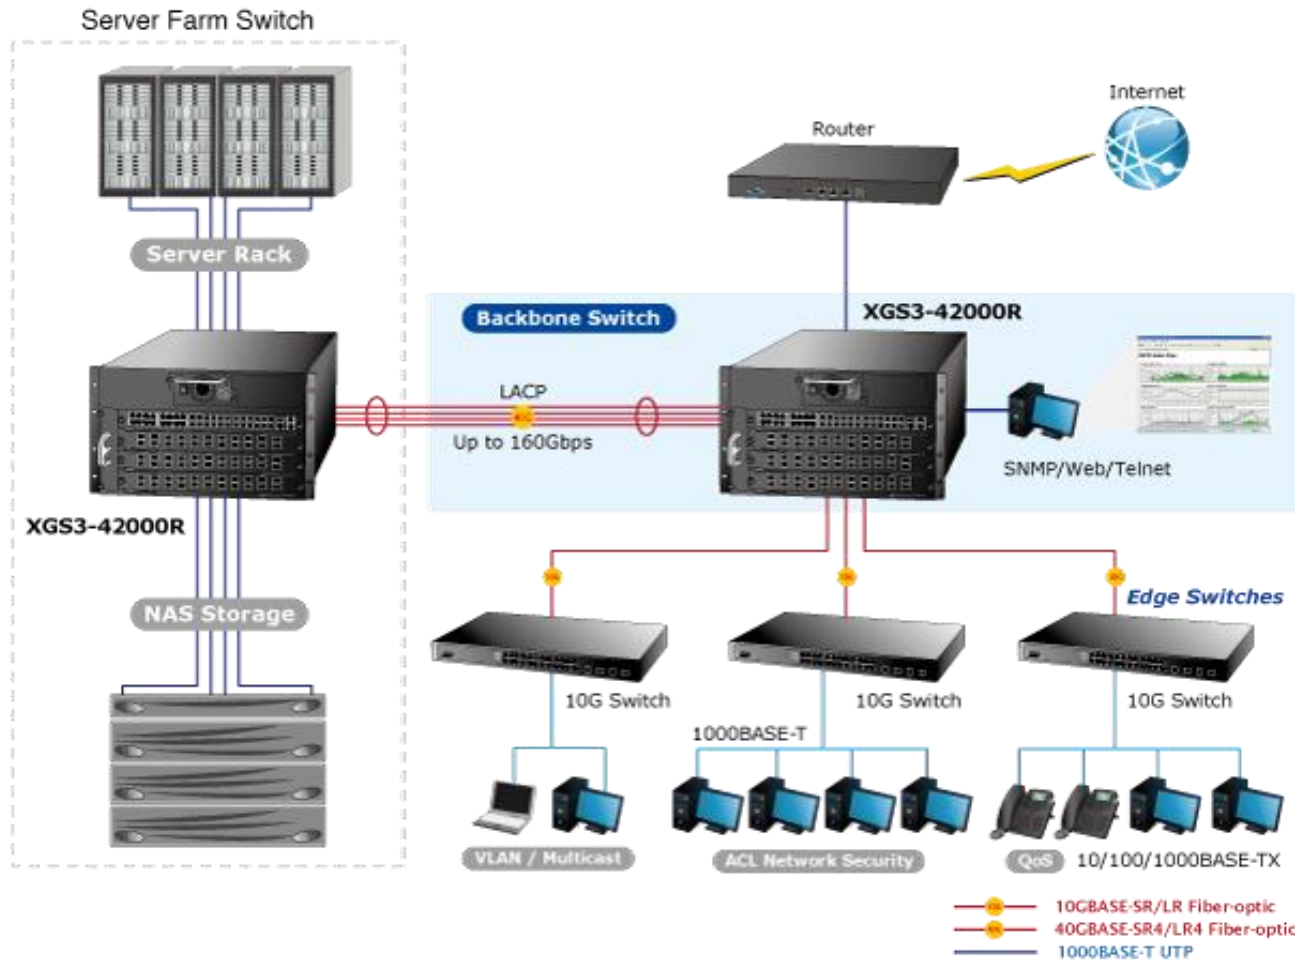 Server Farm Switch
Internet
Router
Server Rack
XGS3-42000R
Backbone Switch
LACP
Up to 160Gbps
SNMP/Web/Telnet
XGS3-42000R
NAS Storage
Edge Switches
10G Switch
10G Switch
10G Switch
1000BASE-T
VLAN / Multicast
ACL Network Security
QoS
10/100/1000BASE-TX
10GBASE-SR/LR Fiber-optic
40GBASE-SR4/LR4 Fiber-optic
1000BASE-T UTP